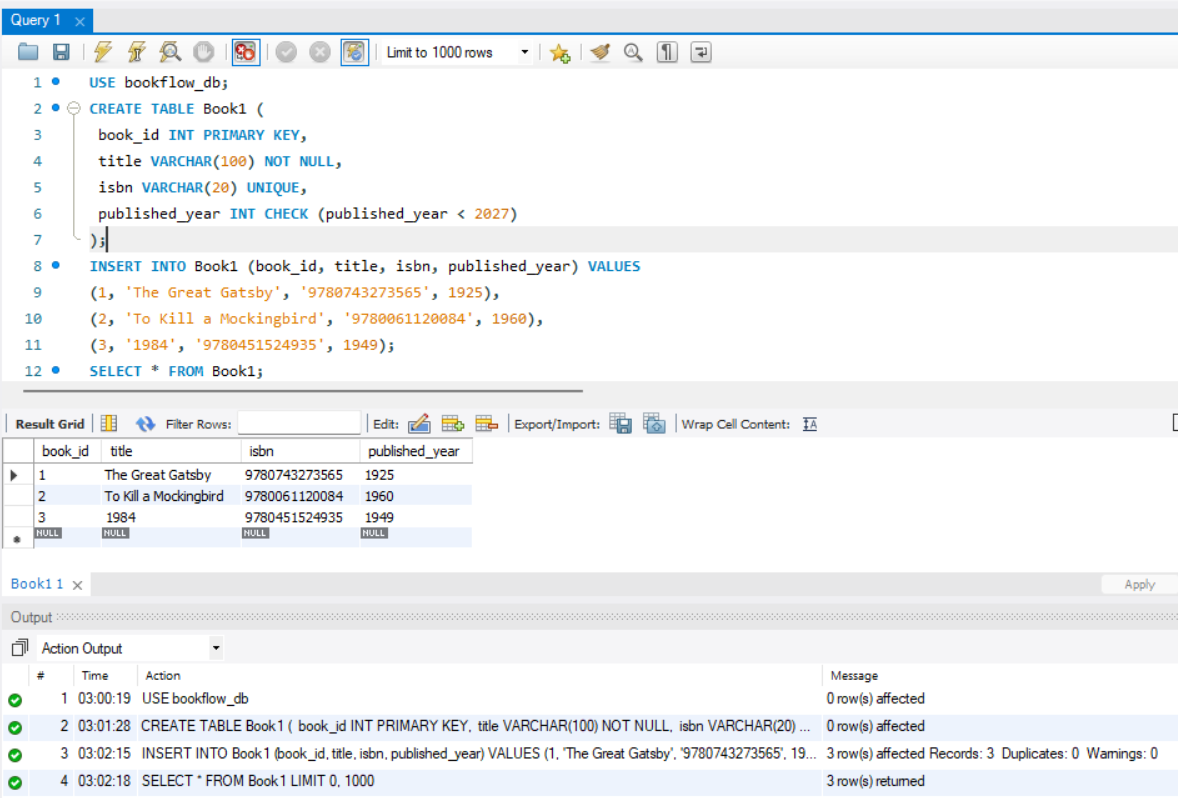 Query 1
Limit to 1000 rows
1 USE bookflow_db;
2 CREATE TABLE Book1 (
3 book_id INT PRIMARY KEY,
4 title VARCHAR(100) NOT NULL,
5 isbn VARCHAR(20) UNIQUE,
6 published_year INT CHECK (published_year < 2027)
7 );
8 INSERT INTO Book1 (book_id, title, isbn, published_year) VALUES
9 (1, 'The Great Gatsby', '9780743273565', 1925),
10 (2, 'To Kill a Mockingbird', '9780061120084', 1960),
11 (3, '1984', '9780451524935', 1949);
12 SELECT * FROM Book1;
Result Grid Filter Rows: Edit: Export/Import: Wrap Cell Content: IA
book_id title isbn published_year
1 The Great Gatsby 9780743273565 1925
2 To Kill a Mockingbird 9780061120084 1960
3 1984 9780451524935 1949
NULL NULL NULL NULL
Book1 1 Apply
Output
Action Output
# Time Action Message
1 03:00:19 USE bookflow_db 0 row(s) affected
2 03:01:28 CREATE TABLE Book1 ( book_id INT PRIMARY KEY, title VARCHAR(100) NOT NULL, isbn VARCHAR(20) ... 0 row(s) affected
3 03:02:15 INSERT INTO Book1 (book_id, title, isbn, published_year) VALUES (1, 'The Great Gatsby', '9780743273565', 19... 3 row(s) affected Records: 3 Duplicates: 0 Warnings: 0
4 03:02:18 SELECT * FROM Book1 LIMIT 0, 1000 3 row(s) returned